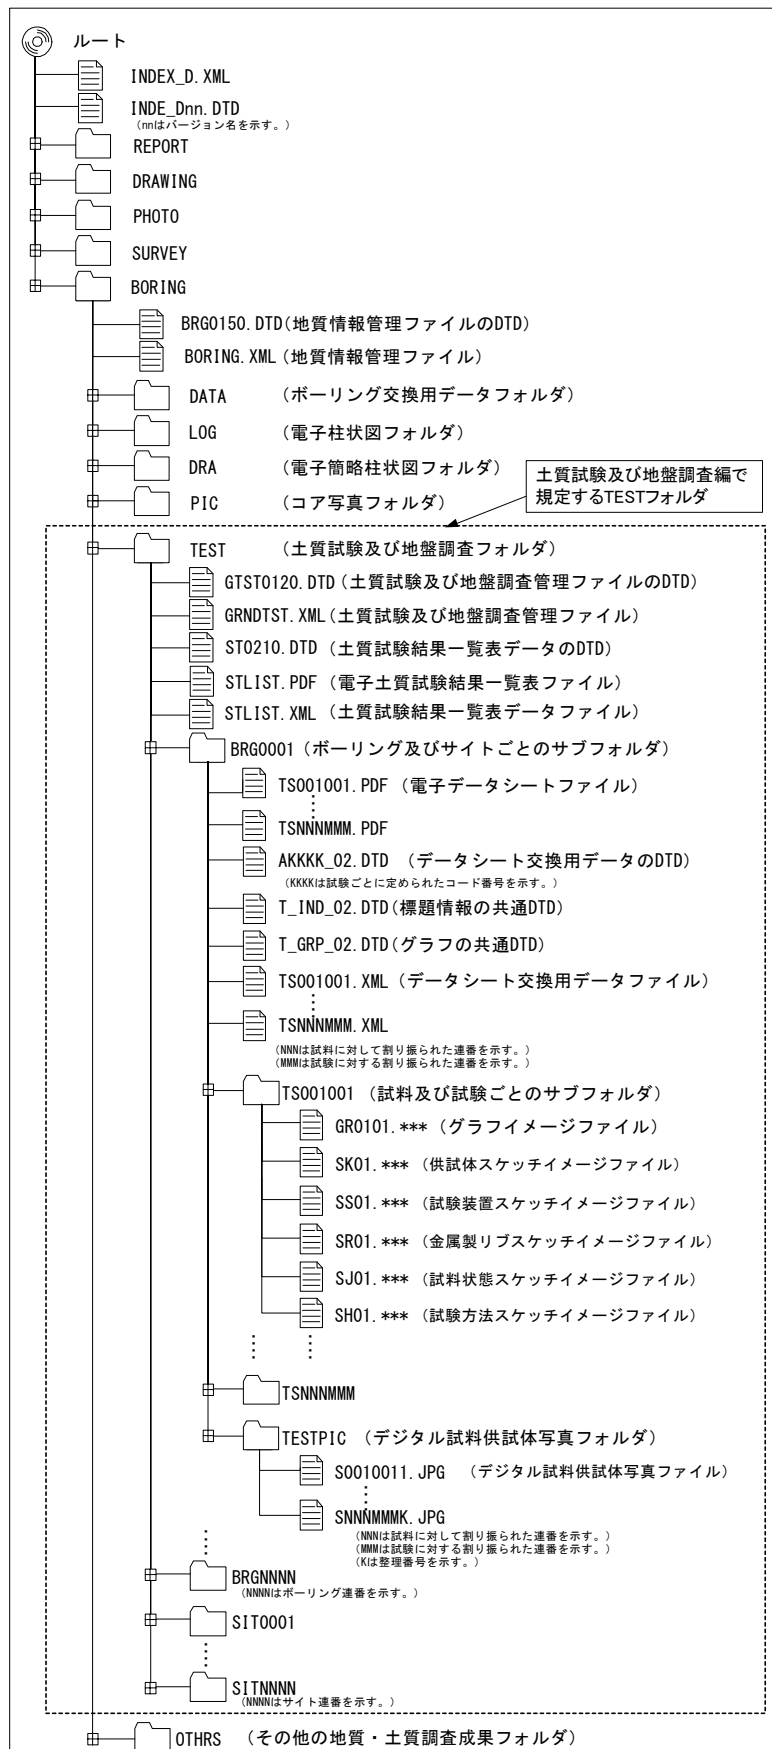 ルート
INDEX_D.XML
INDE_Dnn.DTD
(nnはバージョン名を示す。)
REPORT
DRAWING
PHOTO
SURVEY
BORING
BRG0150.DTD(地質情報管理ファイルのDTD)
BORING.XML(地質情報管理ファイル)
DATA (ボーリング交換用データフォルダ)
LOG (電子柱状図フォルダ)
DRA (電子簡略柱状図フォルダ)
土質試験及び地盤調査編で
規定するTESTフォルダ
PIC (コア写真フォルダ)
TEST (土質試験及び地盤調査フォルダ)
GTST0120.DTD(土質試験及び地盤調査管理ファイルのDTD)
GRNDTST.XML(土質試験及び地盤調査管理ファイル)
ST0210.DTD (土質試験結果一覧表データのDTD)
STLIST.PDF(電子土質試験結果一覧表ファイル)
STLIST.XML(土質試験結果一覧表データファイル)
BRG0001(ボーリング及びサイトごとのサブフォルダ)
TS001001.PDF(電子データシートファイル)
TSNNNMMM.PDF
AKKKK_02.DTD (データシート交換用データのDTD)
(KKKKは試験ごとに定められたコード番号を示す。)
T_IND_02.DTD(標題情報の共通DTD)
T_GRP_02.DTD(グラフの共通DTD)
TS001001.XML(データシート交換用データファイル)
TSNNNMMM.XML
(NNNは試料に対して割り振られた連番を示す。)
(MMMは試験に対する割り振られた連番を示す。)
TS001001 (試料及び試験ごとのサブフォルダ)
GR0101.***(グラフイメージファイル)
SK01.***(供試体スケッチイメージファイル)
SS01.***(試験装置スケッチイメージファイル)
SR01.***(金属製リブスケッチイメージファイル)
SJ01.***(試料状態スケッチイメージファイル)
SH01.***(試験方法スケッチイメージファイル)
TSNNNMMM
TESTPIC (デジタル試料供試体写真フォルダ)
S0010011.JPG (デジタル試料供試体写真ファイル)
SNNNMMMK.JPG
(NNNは試料に対して割り振られた連番を示す。)
(MMMは試験に対する割り振られた連番を示す。)
(Kは整理番号を示す。)
BRGNNNN
(NNNNはボーリング連番を示す。)
SIT0001
SITNNNN
(NNNNはサイト連番を示す。)
OTHRS (その他の地質・土質調査成果フォルダ)